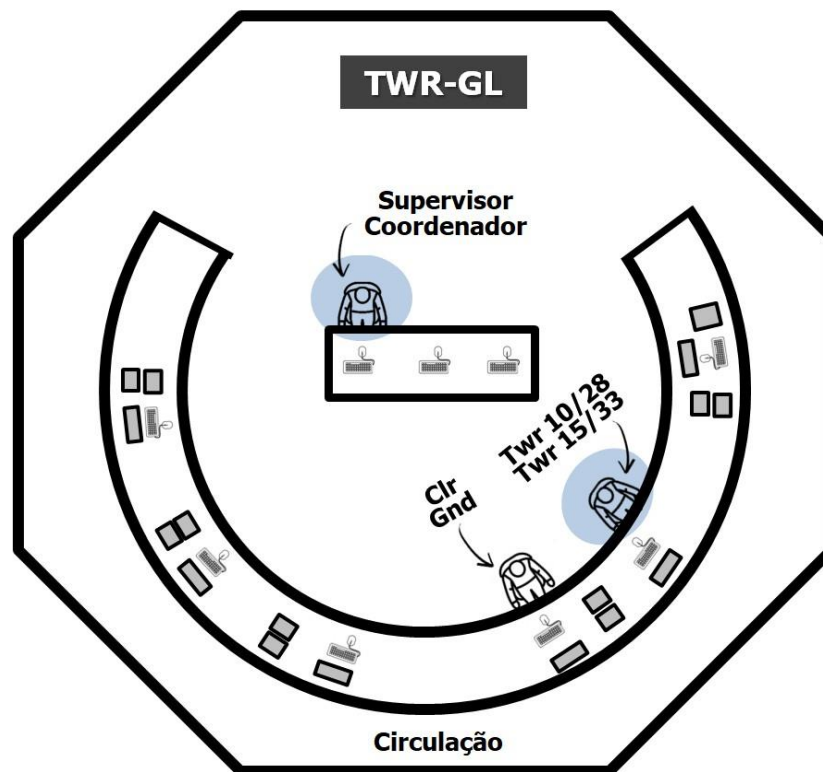 TWR-GL
Supervisor
Coordenador
Twr 10/28
Twr 15/33
Clr
Gnd
Circulação